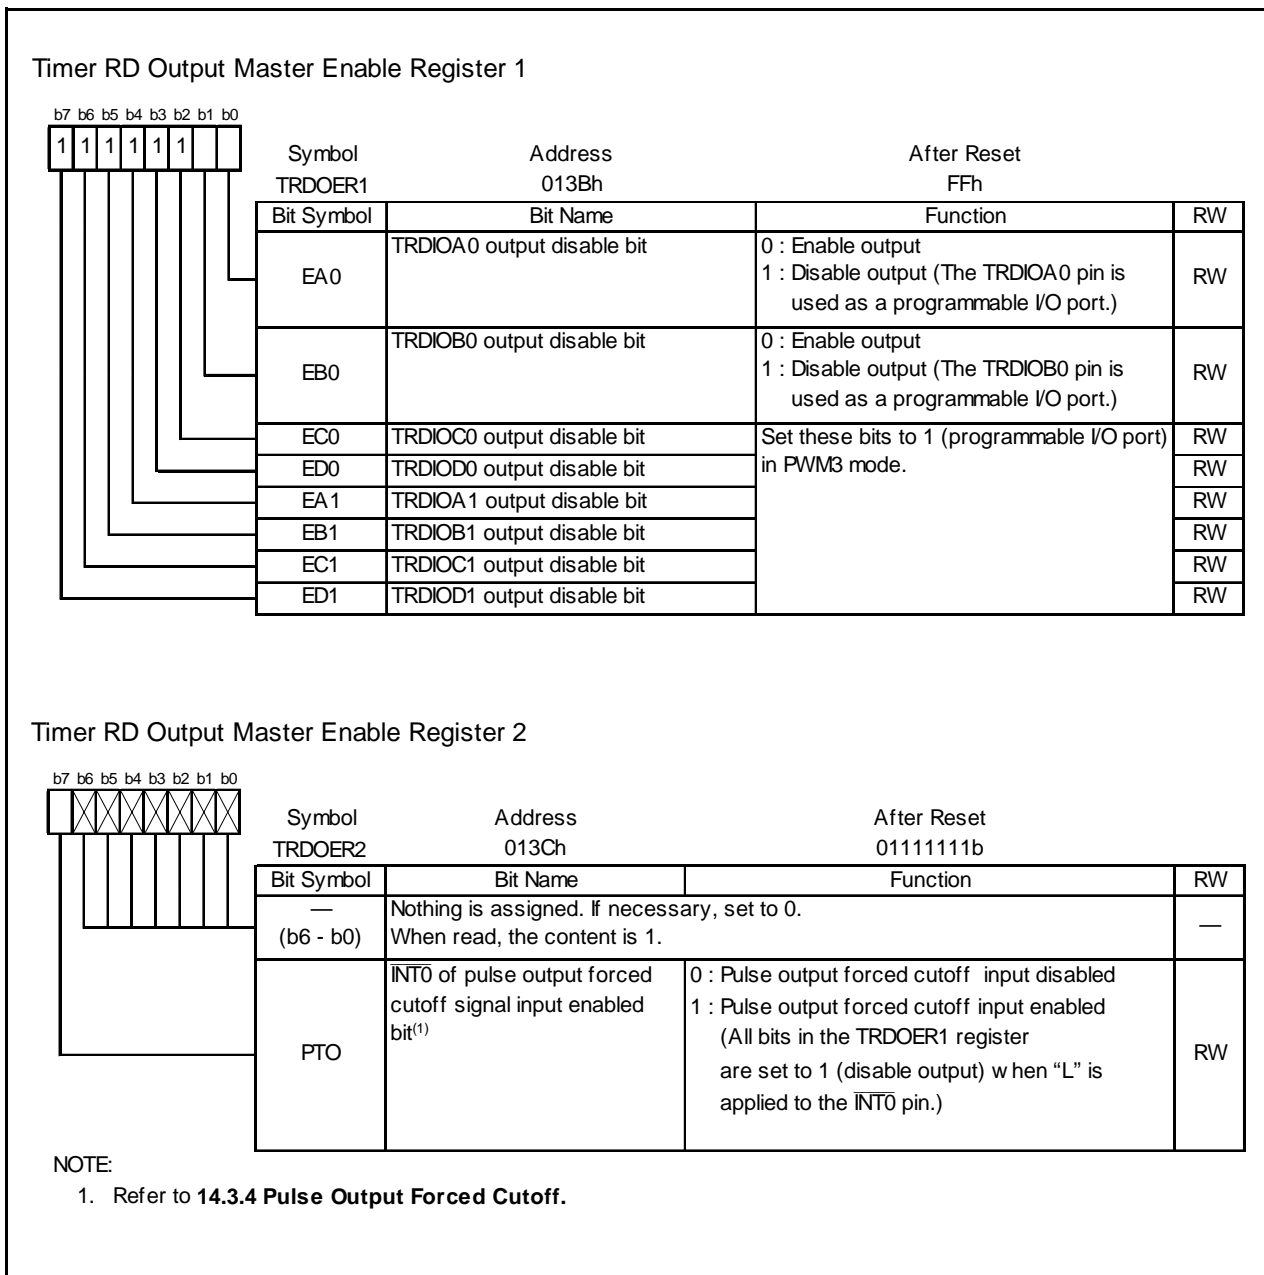 Timer RD Output Master Enable Register 1
b7 b6 b5 b4 b3 b2 b1 b0
1 1 1 1 1 1
Symbol Address After Reset
TRDOER1 013Bh FFh
Bit Symbol Bit Name Function RW
EA0 TRDIOA0 output disable bit 0 : Enable output
1 : Disable output (The TRDIOA0 pin is
used as a programmable I/O port.) RW
EB0 TRDIOB0 output disable bit 0 : Enable output
1 : Disable output (The TRDIOB0 pin is
used as a programmable I/O port.) RW
EC0 TRDIOC0 output disable bit Set these bits to 1 (programmable I/O port) RW
ED0 TRDIOD0 output disable bit in PWM3 mode. RW
EA1 TRDIOA1 output disable bit RW
EB1 TRDIOB1 output disable bit RW
EC1 TRDIOC1 output disable bit RW
ED1 TRDIOD1 output disable bit RW
Timer RD Output Master Enable Register 2
b7 b6 b5 b4 b3 b2 b1 b0
Symbol Address After Reset
TRDOER2 013Ch 01111111b
Bit Symbol Bit Name Function RW
— Nothing is assigned. If necessary, set to 0. —
(b6 - b0) When read, the content is 1.
INT0 of pulse output forced 0 : Pulse output forced cutoff input disabled
cutoff signal input enabled 1 : Pulse output forced cutoff input enabled
bit(1) (All bits in the TRDOER1 register
PTO RW
are set to 1 (disable output) when “L” is
applied to the INT0 pin.)
NOTE:
1. Refer to 14.3.4 Pulse Output Forced Cutoff.